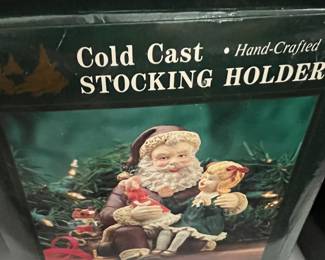 Cold Cast • Hand-Crafted
STOCKING HOLDER